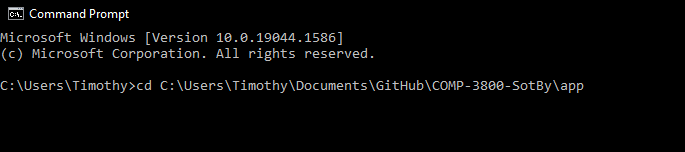 Command Prompt
Microsoft Windows [Version 10.0.19044.1586]
(c) Microsoft Corporation. All rights reserved.
C:\Users\Timothy>cd C:\Users\Timothy\Documents\GitHub\COMP-3800-SotBy\app